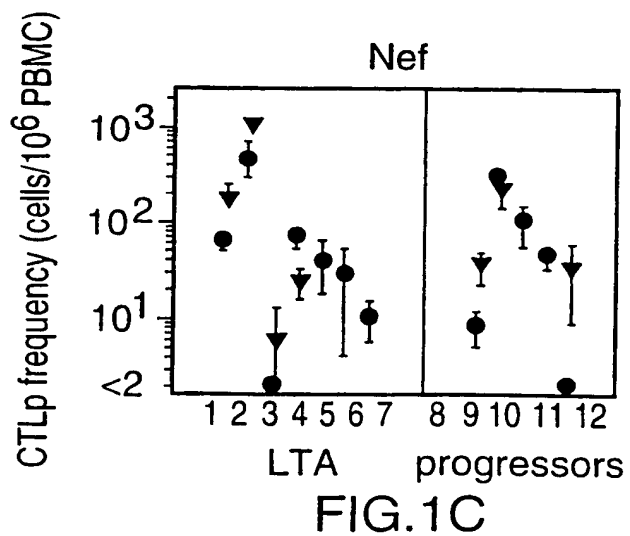 Nef
CTLp frequency (cells/10⁶ PBMC)
10³
10²
10¹
<2
1 2 3 4 5 6 7 8 9 10 11 12
LTA progressors
FIG.1C